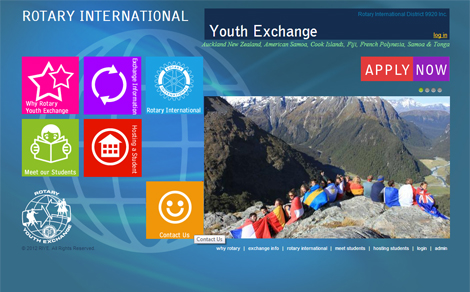 ROTARY INTERNATIONAL
Rotary International District 9920 Inc.
Youth Exchange
log in
Auckland New Zealand, American Samoa, Cook Islands, Fiji, French Polynesia, Samoa & Tonga
APPLY NOW
Why Rotary
Youth Exchange
Exchange Information
Rotary International
Meet our Students
Hosting a Student
ROTARY
YOUTH EXCHANGE
Contact Us
Contact Us
All Rights Reserved.
why rotary | exchange info | rotary international | meet students | hosting students | login | admin